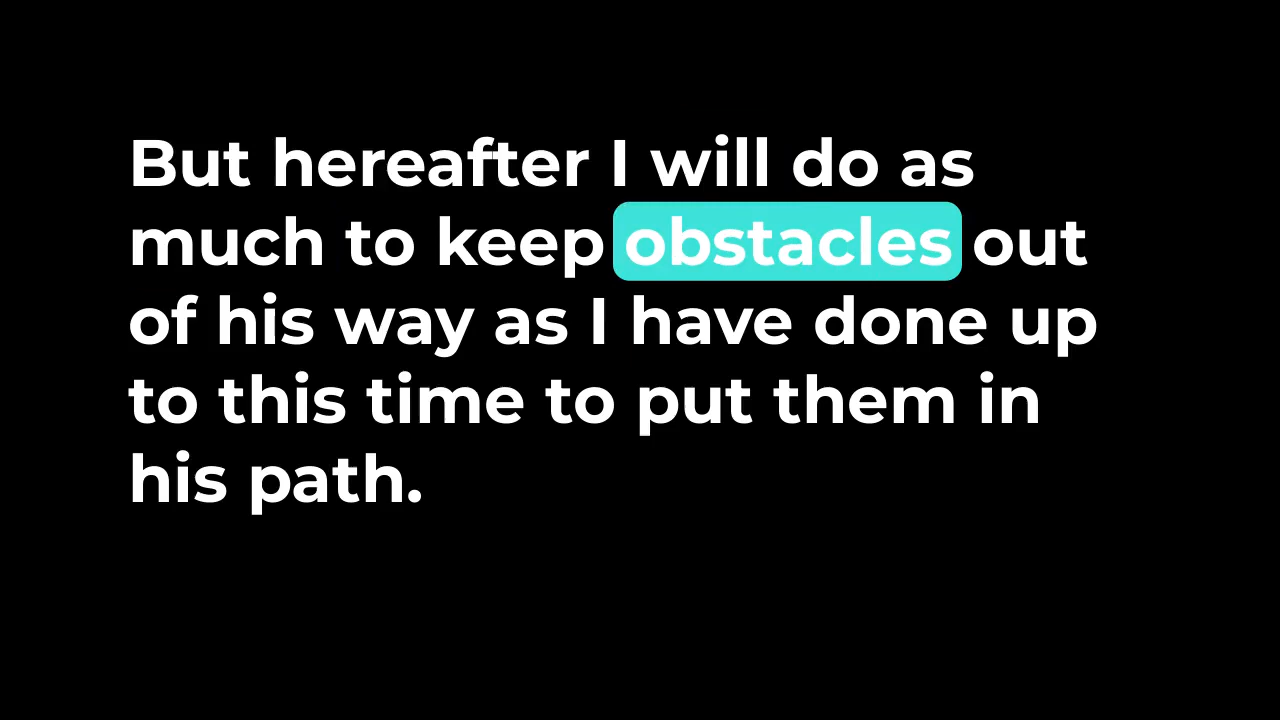 But hereafter I will do as
much to keep obstacles out
of his way as I have done up
to this time to put them in
his path.